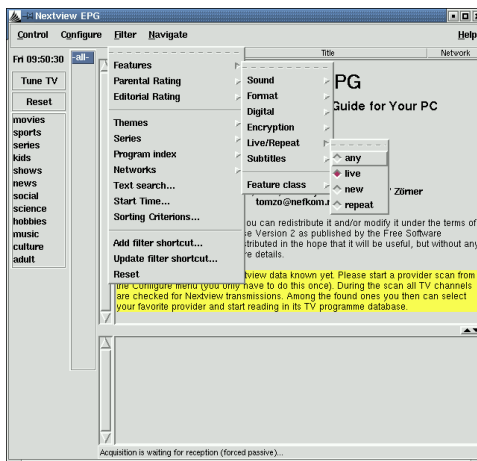 Nextview EPG
Control Configure Filter Navigate Help
Fri 09:50:30
-all-
Title
Network
Tune TV
Reset
movies
sports
series
kids
shows
news
social
science
hobbies
music
culture
adult
Features
Parental Rating
Editorial Rating
Themes
Series
Program index
Networks
Text search...
Start Time...
Sorting Criterions...
Add filter shortcut...
Update filter shortcut...
Reset
Sound
Format
Digital
Encryption
Live/Repeat
Subtitles
Feature class
any
live
new
repeat
PG
Guide for Your PC
Zörner
tomzo@nefkom.
ou can redistribute it and/or modify it under the terms of
se Version 2 as published by the Free Software
stributed in the hope that it will be useful, but without any
re details.
tview data known yet. Please start a provider scan from
the Configure menu (you only have to do this once). During the scan all TV channels
are checked for Nextview transmissions. Among the found ones you then can select
your favorite provider and start reading in its TV programme database.
Acquisition is waiting for reception (forced passive)...